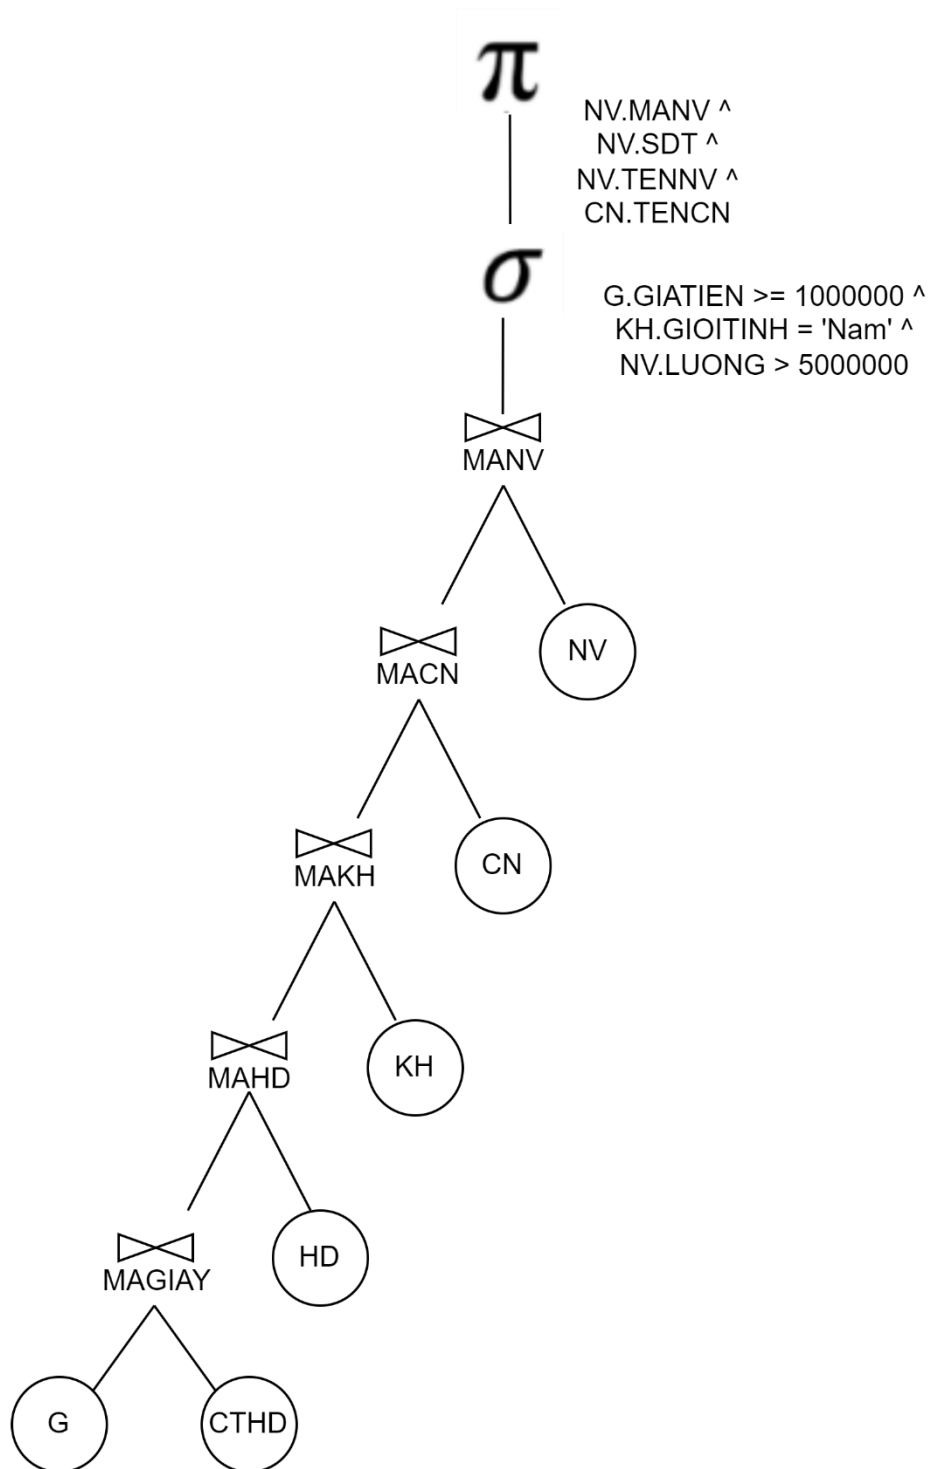 π
NV.MANV ^
NV.SDT ^
NV.TENNV ^
CN.TENCN
σ
G.GIATIEN >= 1000000 ^
KH.GIOITINH = 'Nam' ^
NV.LUONG > 5000000
MANV
NV
MACN
CN
MAKH
KH
MAHD
HD
MAGIAY
G
CTHD